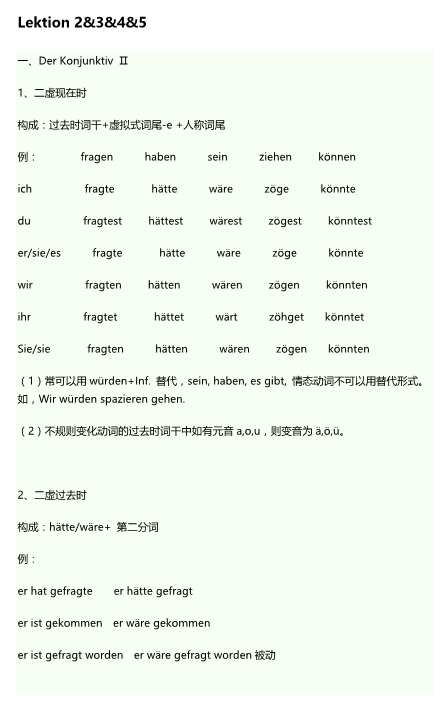 Lektion 2&3&4&5
一、Der Konjunktiv Ⅱ
1、二虚现在时
构成：过去时词干+虚拟式词尾-e +人称词尾
例： fragen haben sein ziehen können
ich fragte hätte wäre zöge könnte
du fragtest hättest wärest zögest könntest
er/sie/es fragte hätte wäre zöge könnte
wir fragten hätten wären zögen könnten
ihr fragtet hättet wärt zöhget könntet
Sie/sie fragten hätten wären zögen könnten
（1）常可以用 würden+Inf. 替代，sein, haben, es gibt, 情态动词不可以用替代形式。
如，Wir würden spazieren gehen.
（2）不规则变化动词的过去时词干中如有元音 a,o,u，则变音为 ä,ö,ü。
2、二虚过去时
构成：hätte/wäre+ 第二分词
例：
er hat gefragte er hätte gefragt
er ist gekommen er wäre gekommen
er ist gefragt worden er wäre gefragt worden 被动